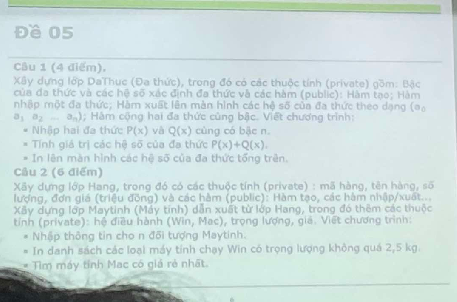 Đề 05
Câu 1 (4 điểm).
Xây dựng lớp DaThuc (Đa thức), trong đó có các thuộc tính (private) gồm: Bậc
của đa thức và các hệ số xác định đa thức và các hàm (public): Hàm tạo; Hàm
nhập một đa thức, Hàm xuất lên màn hình các hệ số của đa thức theo dạng (a₀
a₁ a₂ ... aₙ); Hàm cộng hai đa thức cùng bậc. Viết chương trình:
• Nhập hai đa thức P(x) và Q(x) cùng có bậc n.
• Tính giá trị các hệ số của đa thức P(x)+Q(x).
• In lên màn hình các hệ số của đa thức tổng trên.
Câu 2 (6 điểm)
Xây dựng lớp Hang, trong đó có các thuộc tính (private) : mã hàng, tên hàng, số
lượng, đơn giá (triệu đồng) và các hàm (public): Hàm tạo, các hàm nhập/xuất...
Xây dựng lớp Maytinh (Máy tính) dẫn xuất từ lớp Hang, trong đó thêm các thuộc
tính (private): hệ điều hành (Win, Mac), trọng lượng, giá. Viết chương trình:
• Nhập thông tin cho n đối tượng Maytinh.
• In danh sách các loại máy tính chạy Win có trọng lượng không quá 2,5 kg.
• Tìm máy tính Mac có giá rẻ nhất.